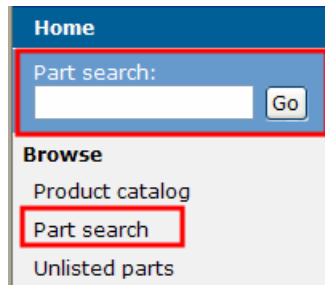 Home
Part search:
Go
Browse
Product catalog
Part search
Unlisted parts